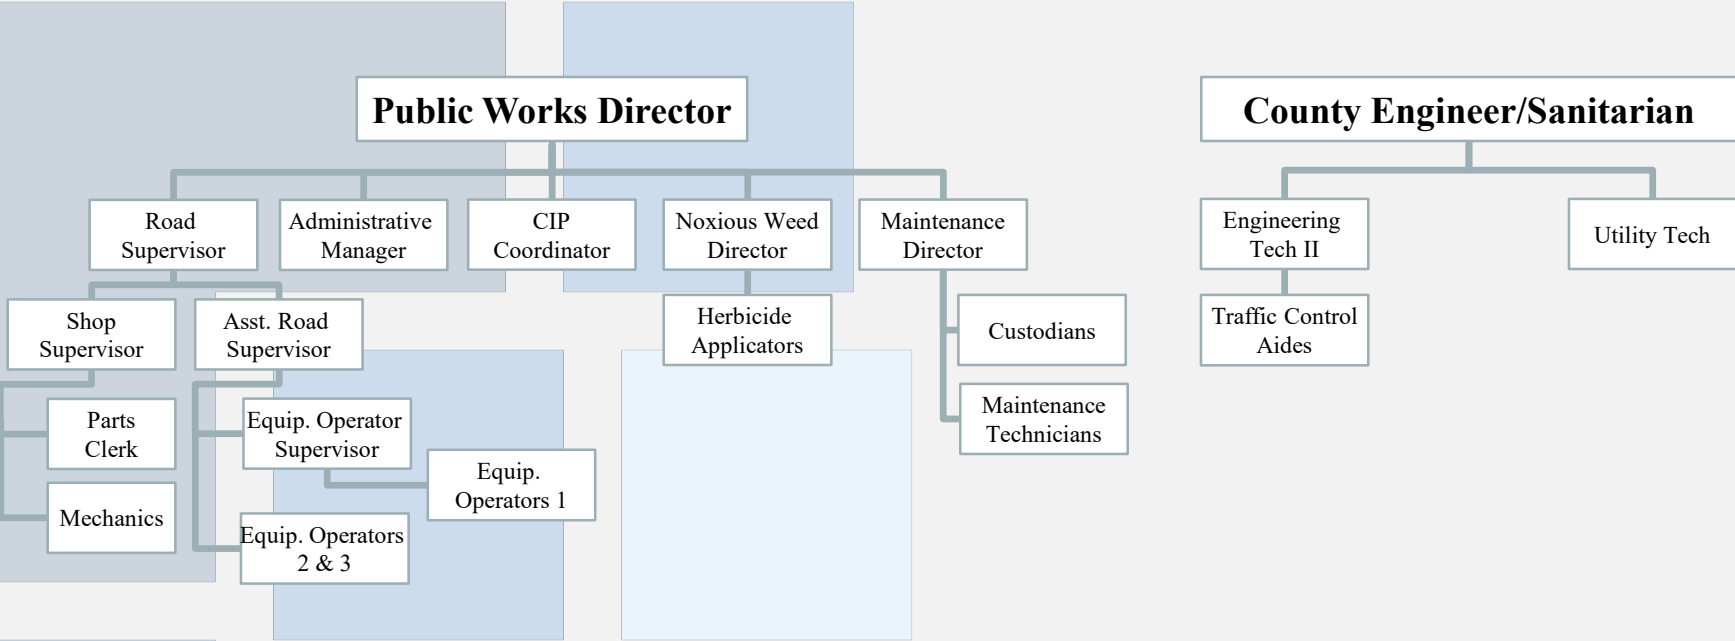 Public Works Director
County Engineer/Sanitarian
Road
Supervisor
Administrative
Manager
CIP
Coordinator
Noxious Weed
Director
Maintenance
Director
Engineering
Tech II
Utility Tech
Shop
Supervisor
Asst. Road
Supervisor
Herbicide
Applicators
Custodians
Traffic Control
Aides
Parts
Clerk
Equip. Operator
Supervisor
Maintenance
Technicians
Equip.
Operators 1
Mechanics
Equip. Operators
2 & 3